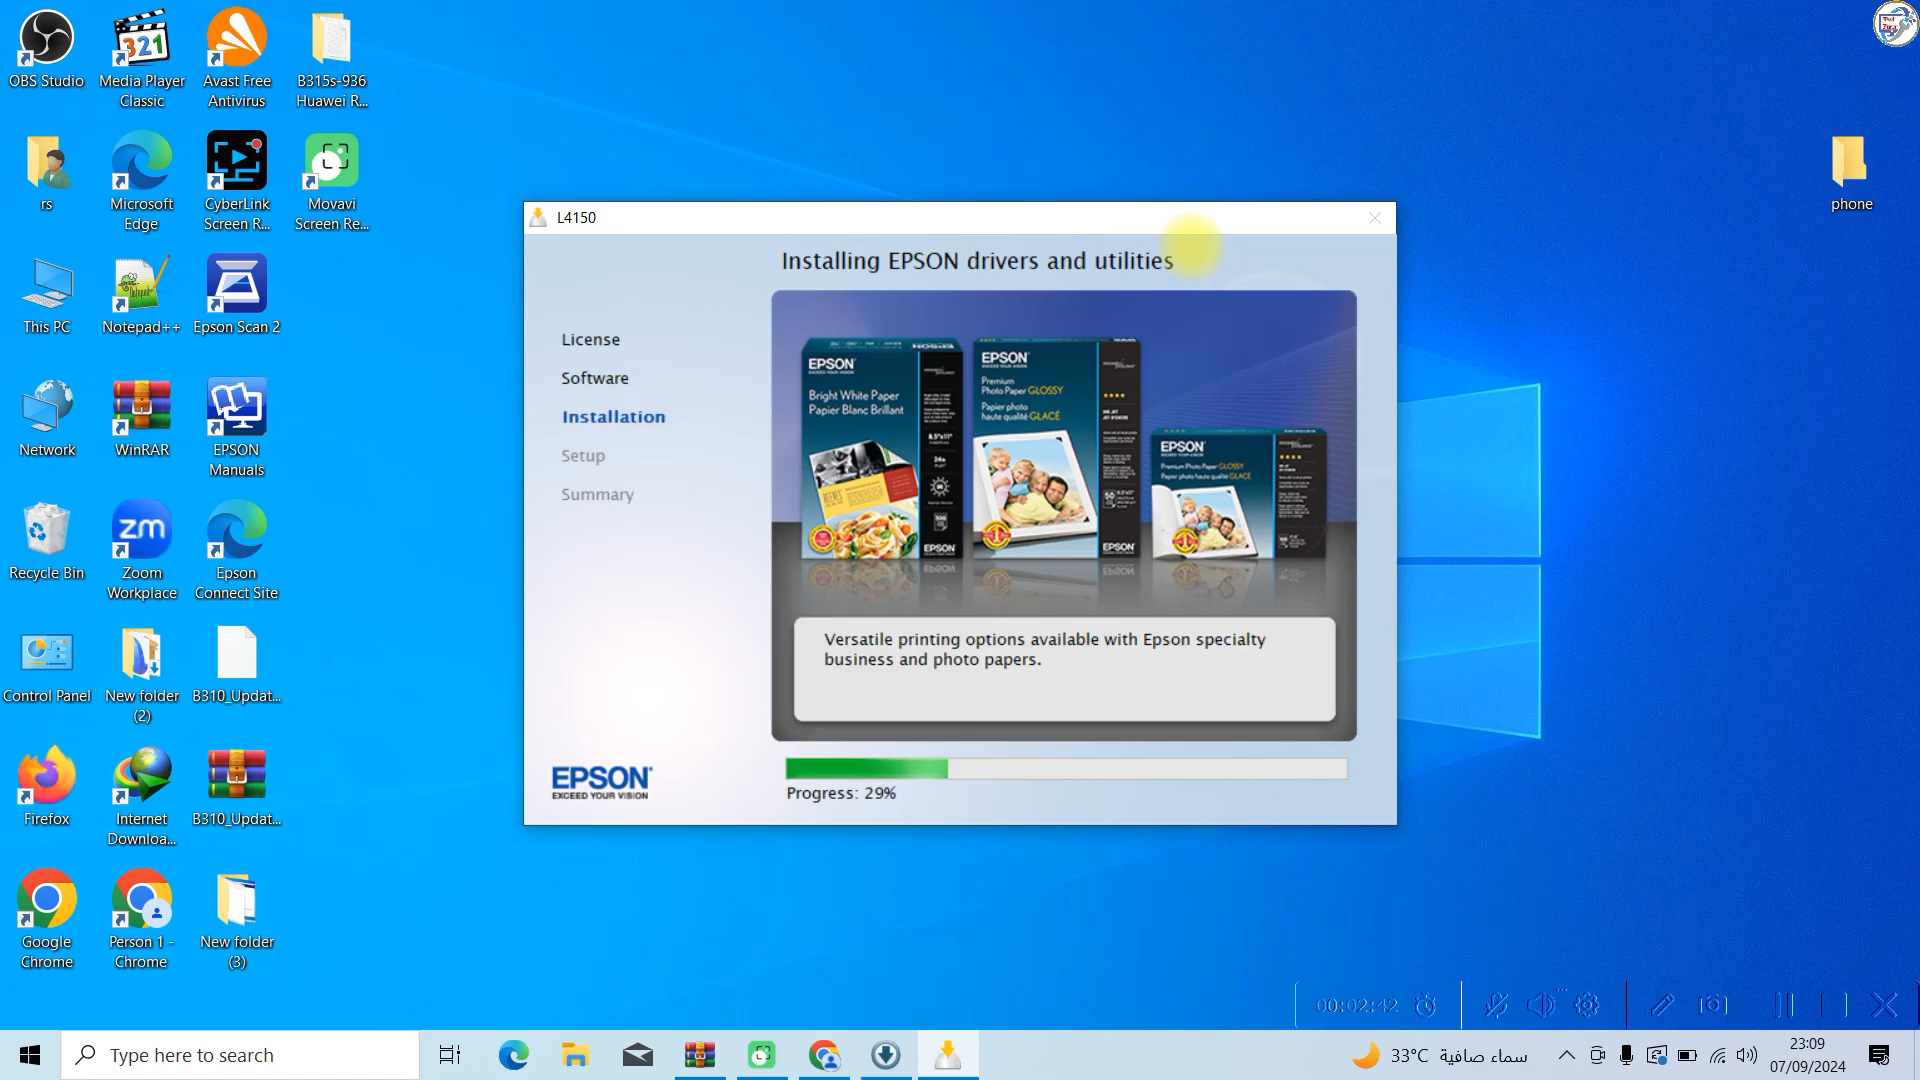 OBS Studio
Media Player
Classic
Avast Free
Antivirus
B315s-936
Huawei R...
rs
Microsoft
Edge
CyberLink
Screen R...
Movavi
Screen Re...
This PC
Notepad++
Epson Scan 2
Network
WinRAR
EPSON
Manuals
Recycle Bin
zm
Zoom
Workplace
Epson
Connect Site
Control Panel
New folder
(2)
B310_Updat...
Firefox
Internet
Downloa...
B310_Updat...
Google
Chrome
Person 1 -
Chrome
New folder
(3)
phone
L4150
Installing EPSON drivers and utilities
License
Software
Installation
Setup
Summary
EPSON
Bright White Paper
Papier Blanc Brillant
EPSON
EPSON
Premium
Photo Paper GLOSSY
Papier photo
haute qualité GLACÉ
EPSON
EPSON
Premium Photo Paper GLOSSY
Papier photo haute qualité GLACÉ
Versatile printing options available with Epson specialty
business and photo papers.
EPSON
EXCEED YOUR VISION
Progress: 29%
00:02:42
Type here to search
33°C سماء صافية
23:09
07/09/2024